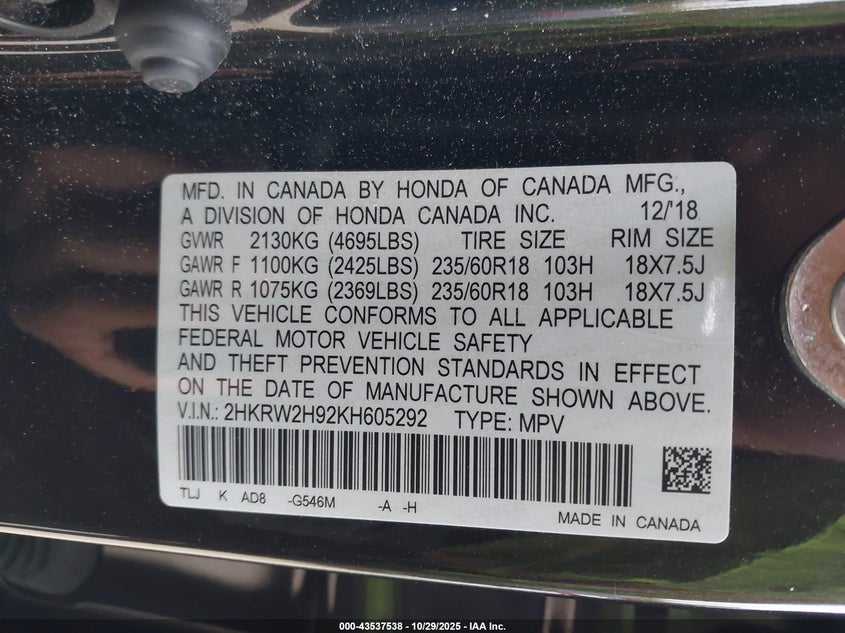 MFD. IN CANADA BY HONDA OF CANADA MFG.,
A DIVISION OF HONDA CANADA INC. 12/'18
GVWR 2130KG (4695LBS) TIRE SIZE RIM SIZE
GAWR F 1100KG (2425LBS) 235/60R18 103H 18X7.5J
GAWR R 1075KG (2369LBS) 235/60R18 103H 18X7.5J
THIS VEHICLE CONFORMS TO ALL APPLICABLE
FEDERAL MOTOR VEHICLE SAFETY
AND THEFT PREVENTION STANDARDS IN EFFECT
ON THE DATE OF MANUFACTURE SHOWN ABOVE.
V.I.N.: 2HKRW2H92KH605292 TYPE: MPV
TLJ K AD8 -G546M -A -H
MADE IN CANADA
000-43537538 - 10/29/2025 - IAA Inc.